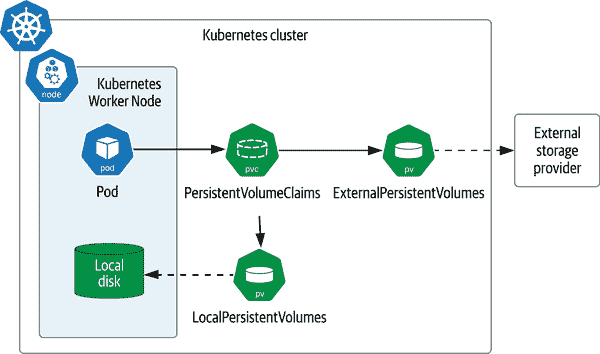 Kubernetes cluster
node
Kubernetes
Worker Node
pod
Pod
pvc
PersistentVolumeClaims
pv
ExternalPersistentVolumes
External
storage
provider
Local
disk
pv
LocalPersistentVolumes